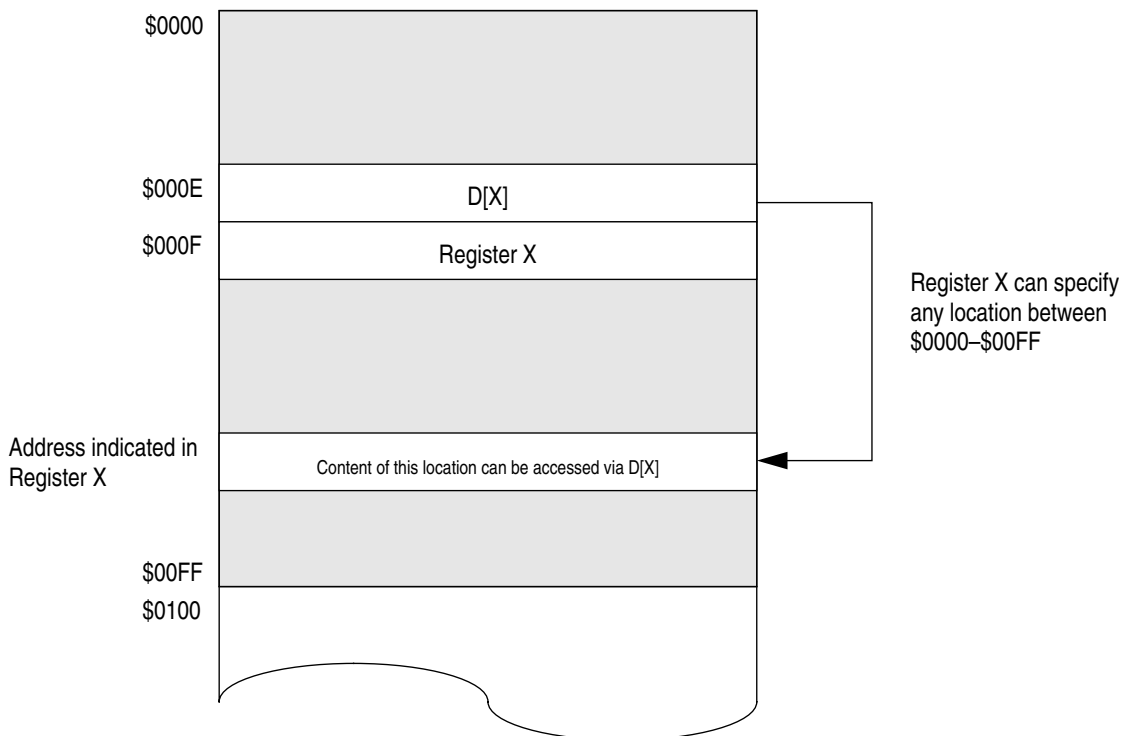 $0000
$000E
D[X]
$000F
Register X
Register X can specify
any location between
$0000–$00FF
Address indicated in
Register X
Content of this location can be accessed via D[X]
$00FF
$0100